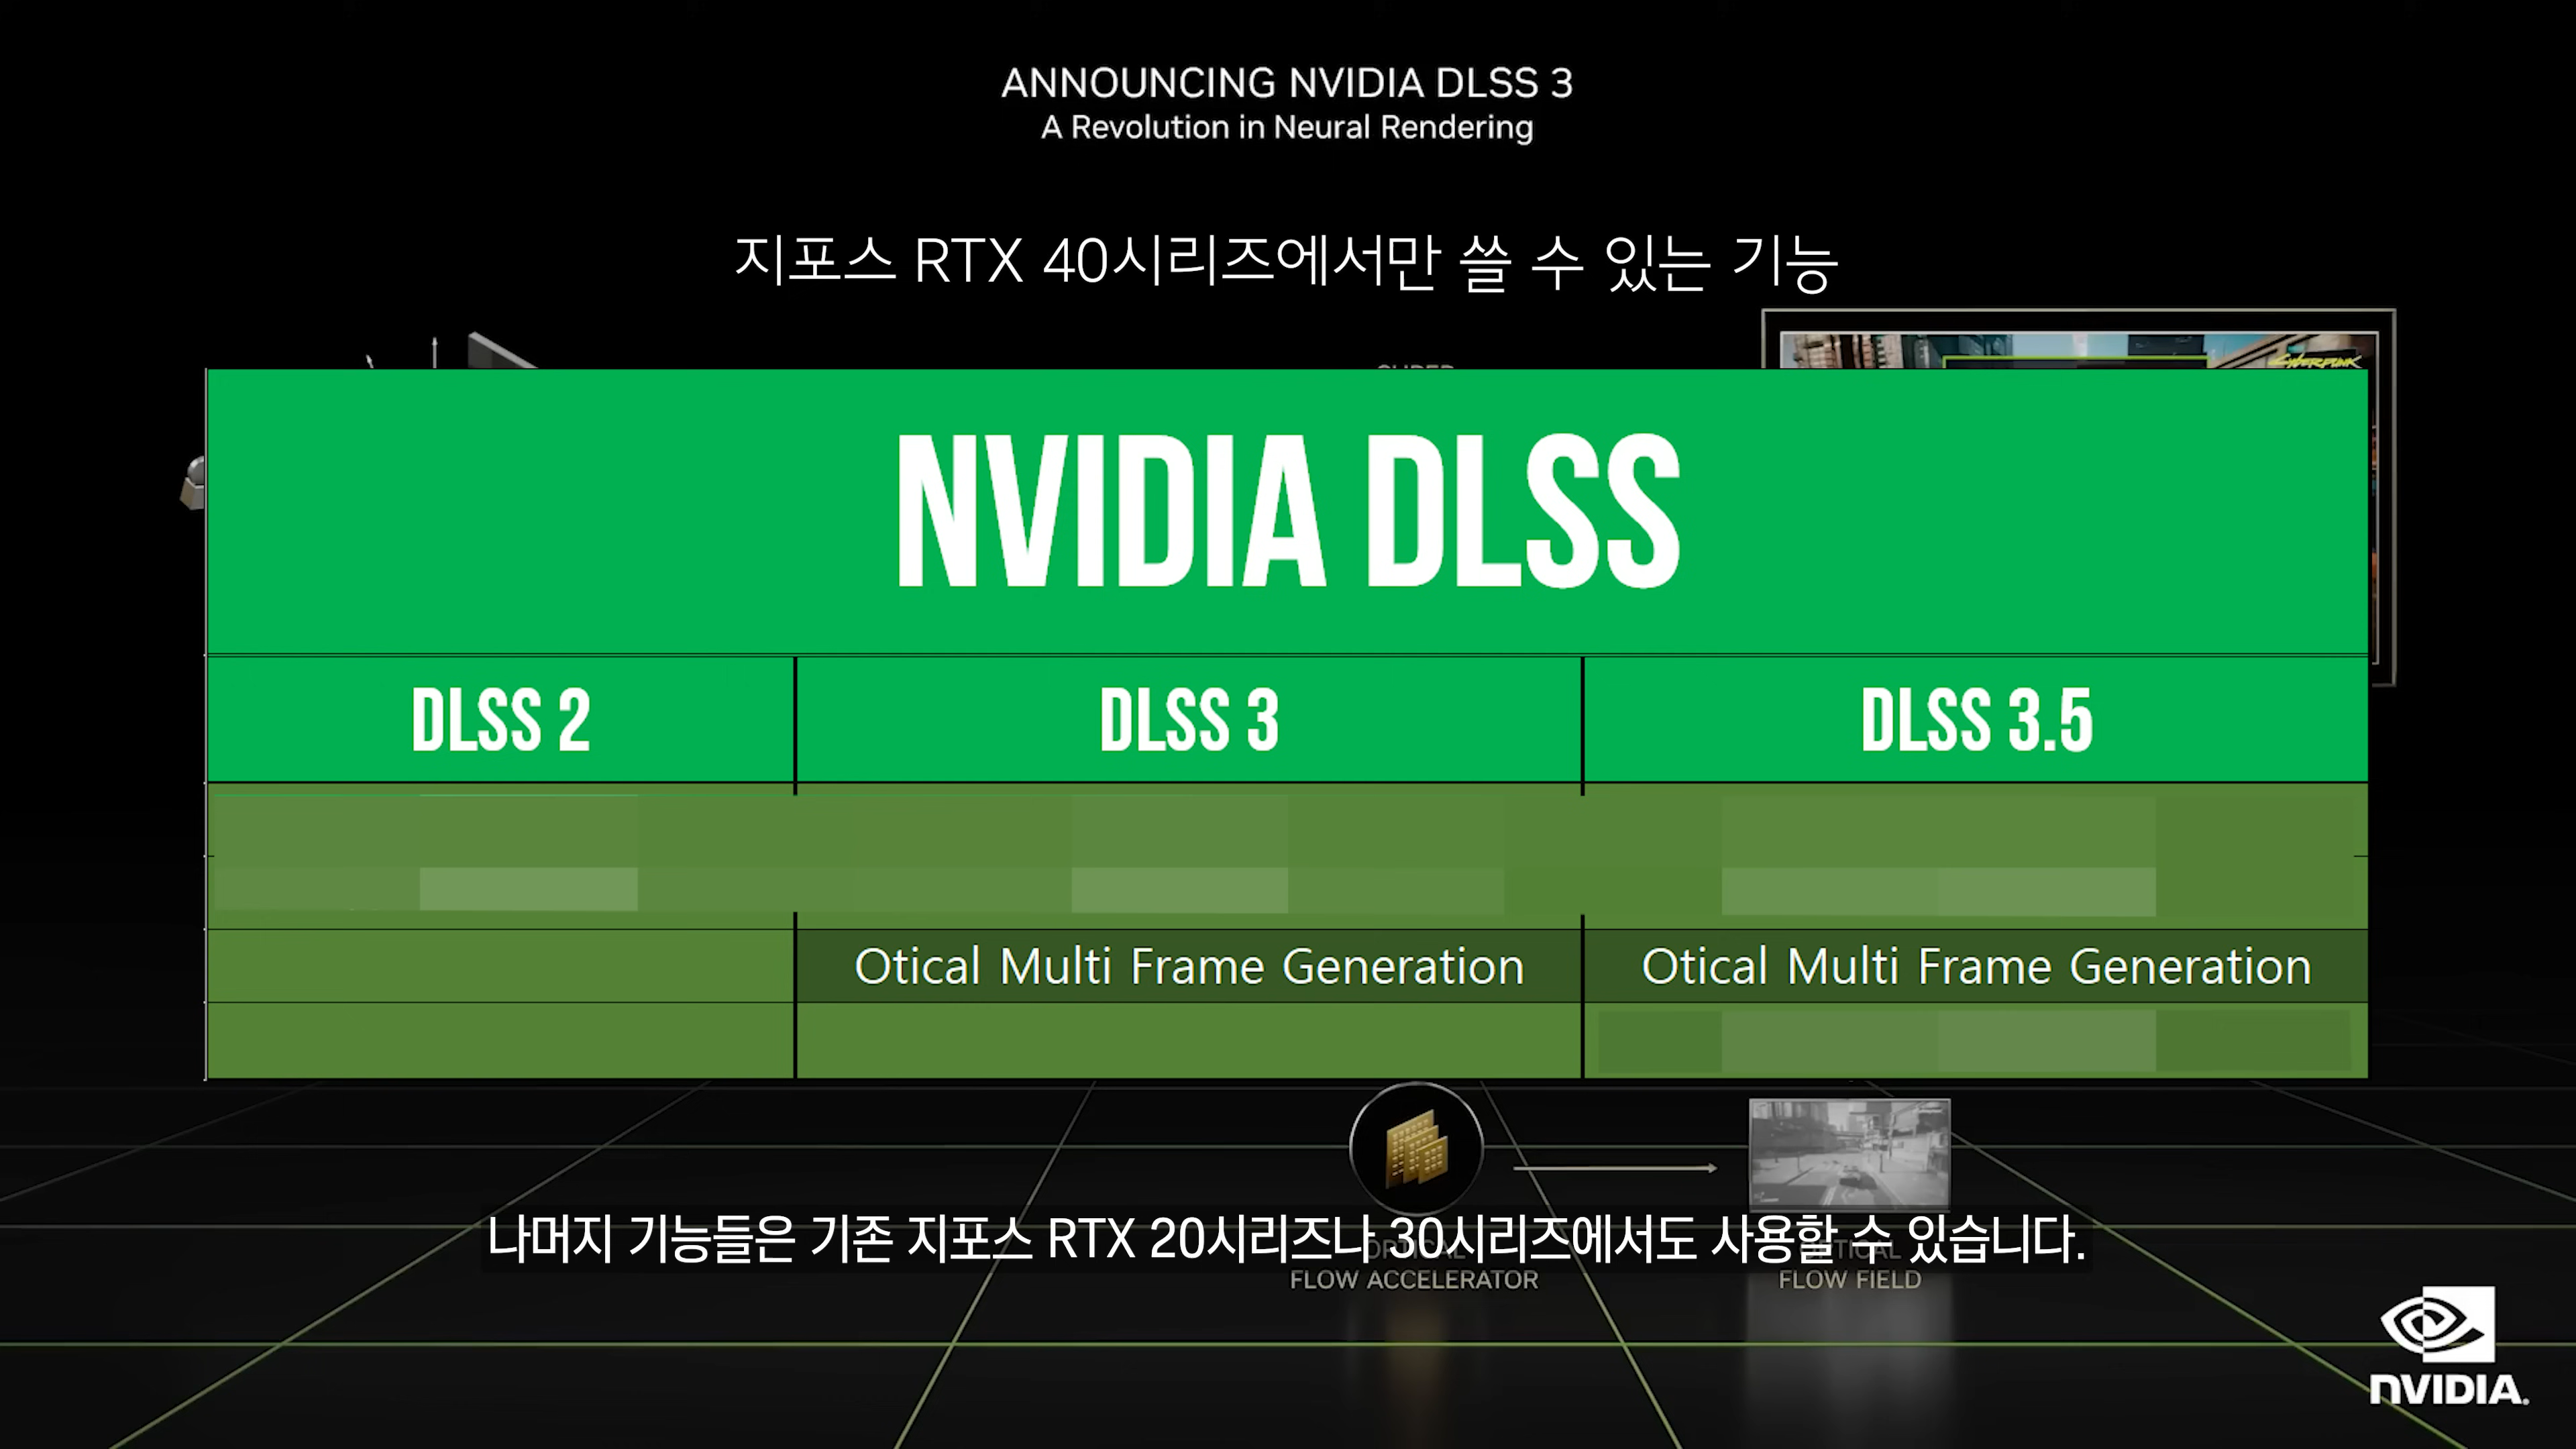 ANNOUNCING NVIDIA DLSS 3
A Revolution in Neural Rendering
지포스 RTX 40시리즈에서만 쓸 수 있는 기능
CYBERPUNK
NVIDIA DLSS
DLSS 2
DLSS 3
DLSS 3.5
Otical Multi Frame Generation
Otical Multi Frame Generation
나머지 기능들은 기존 지포스 RTX 20시리즈나 30시리즈에서도 사용할 수 있습니다.
OPTICAL
FLOW ACCELERATOR
OPTICAL
FLOW FIELD
NVIDIA.